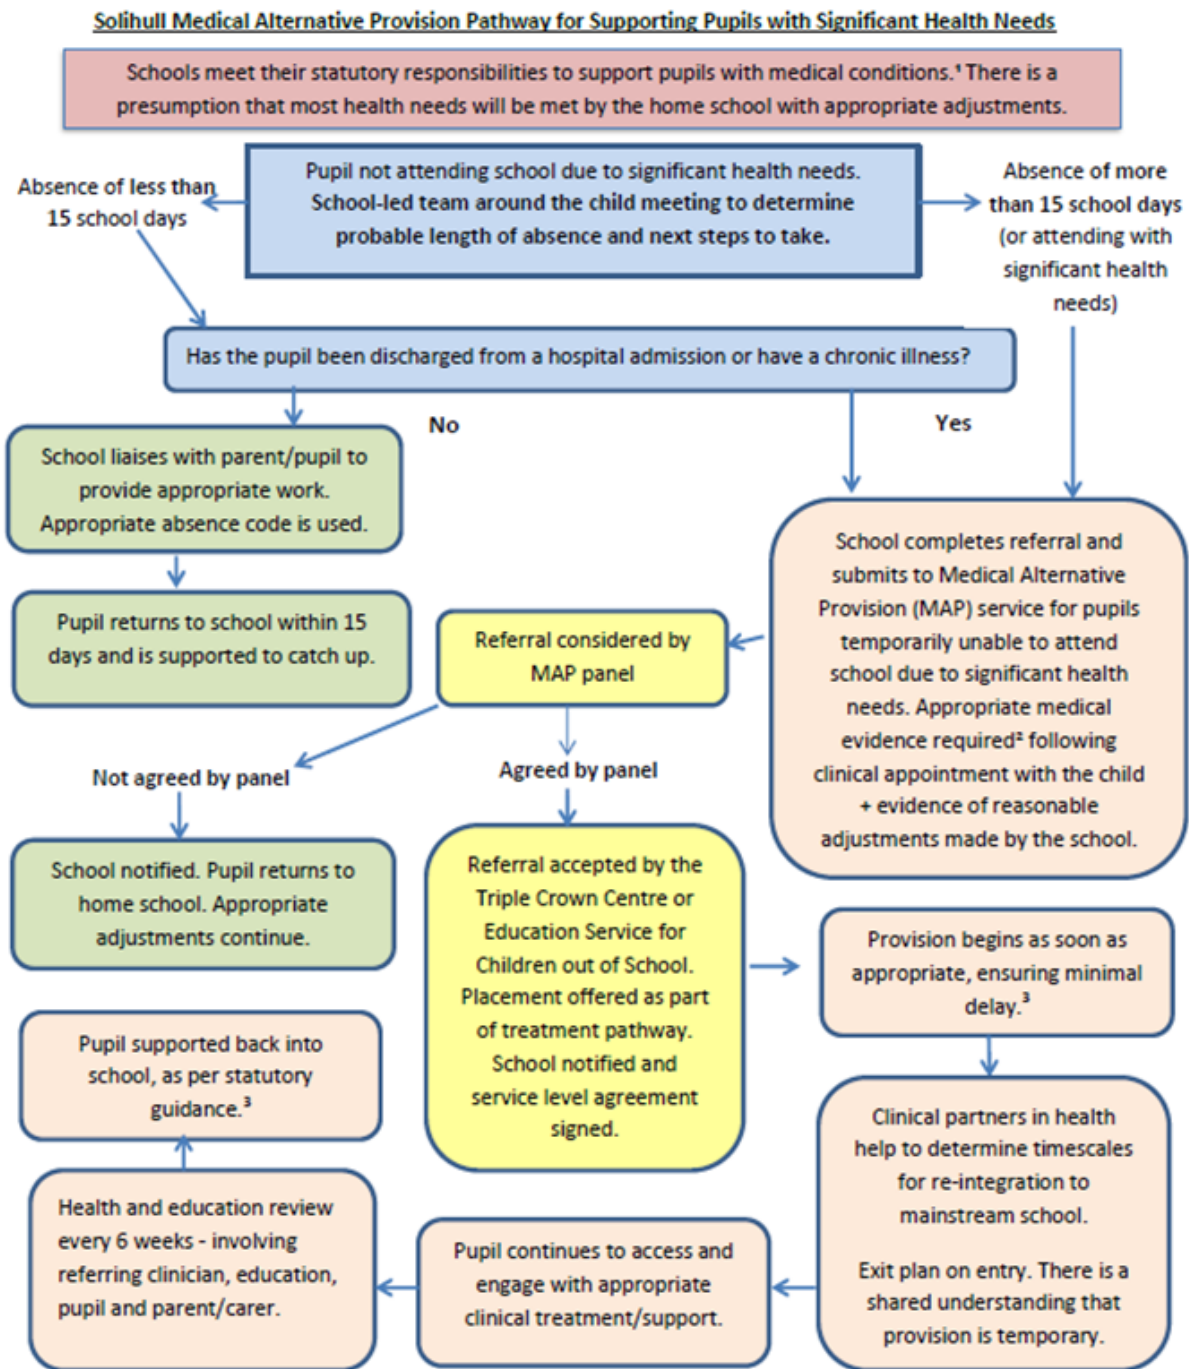 Solihull Medical Alternative Provision Pathway for Supporting Pupils with Significant Health Needs
Schools meet their statutory responsibilities to support pupils with medical conditions.¹ There is a
presumption that most health needs will be met by the home school with appropriate adjustments.
Absence of less than
15 school days
Pupil not attending school due to significant health needs.
School-led team around the child meeting to determine
probable length of absence and next steps to take.
Absence of more
than 15 school days
(or attending with
significant health
needs)
Has the pupil been discharged from a hospital admission or have a chronic illness?
No
Yes
School liaises with parent/pupil to
provide appropriate work.
Appropriate absence code is used.
Pupil returns to school within 15
days and is supported to catch up.
School completes referral and
submits to Medical Alternative
Provision (MAP) service for pupils
temporarily unable to attend
school due to significant health
needs. Appropriate medical
evidence required² following
clinical appointment with the child
+ evidence of reasonable
adjustments made by the school.
Referral considered by
MAP panel
Not agreed by panel
Agreed by panel
School notified. Pupil returns to
home school. Appropriate
adjustments continue.
Referral accepted by the
Triple Crown Centre or
Education Service for
Children out of School.
Placement offered as part
of treatment pathway.
School notified and
service level agreement
signed.
Provision begins as soon as
appropriate, ensuring minimal
delay.³
Clinical partners in health
help to determine timescales
for re-integration to
mainstream school.
Exit plan on entry. There is a
shared understanding that
provision is temporary.
Pupil continues to access and
engage with appropriate
clinical treatment/support.
Health and education review
every 6 weeks - involving
referring clinician, education,
pupil and parent/carer.
Pupil supported back into
school, as per statutory
guidance.³